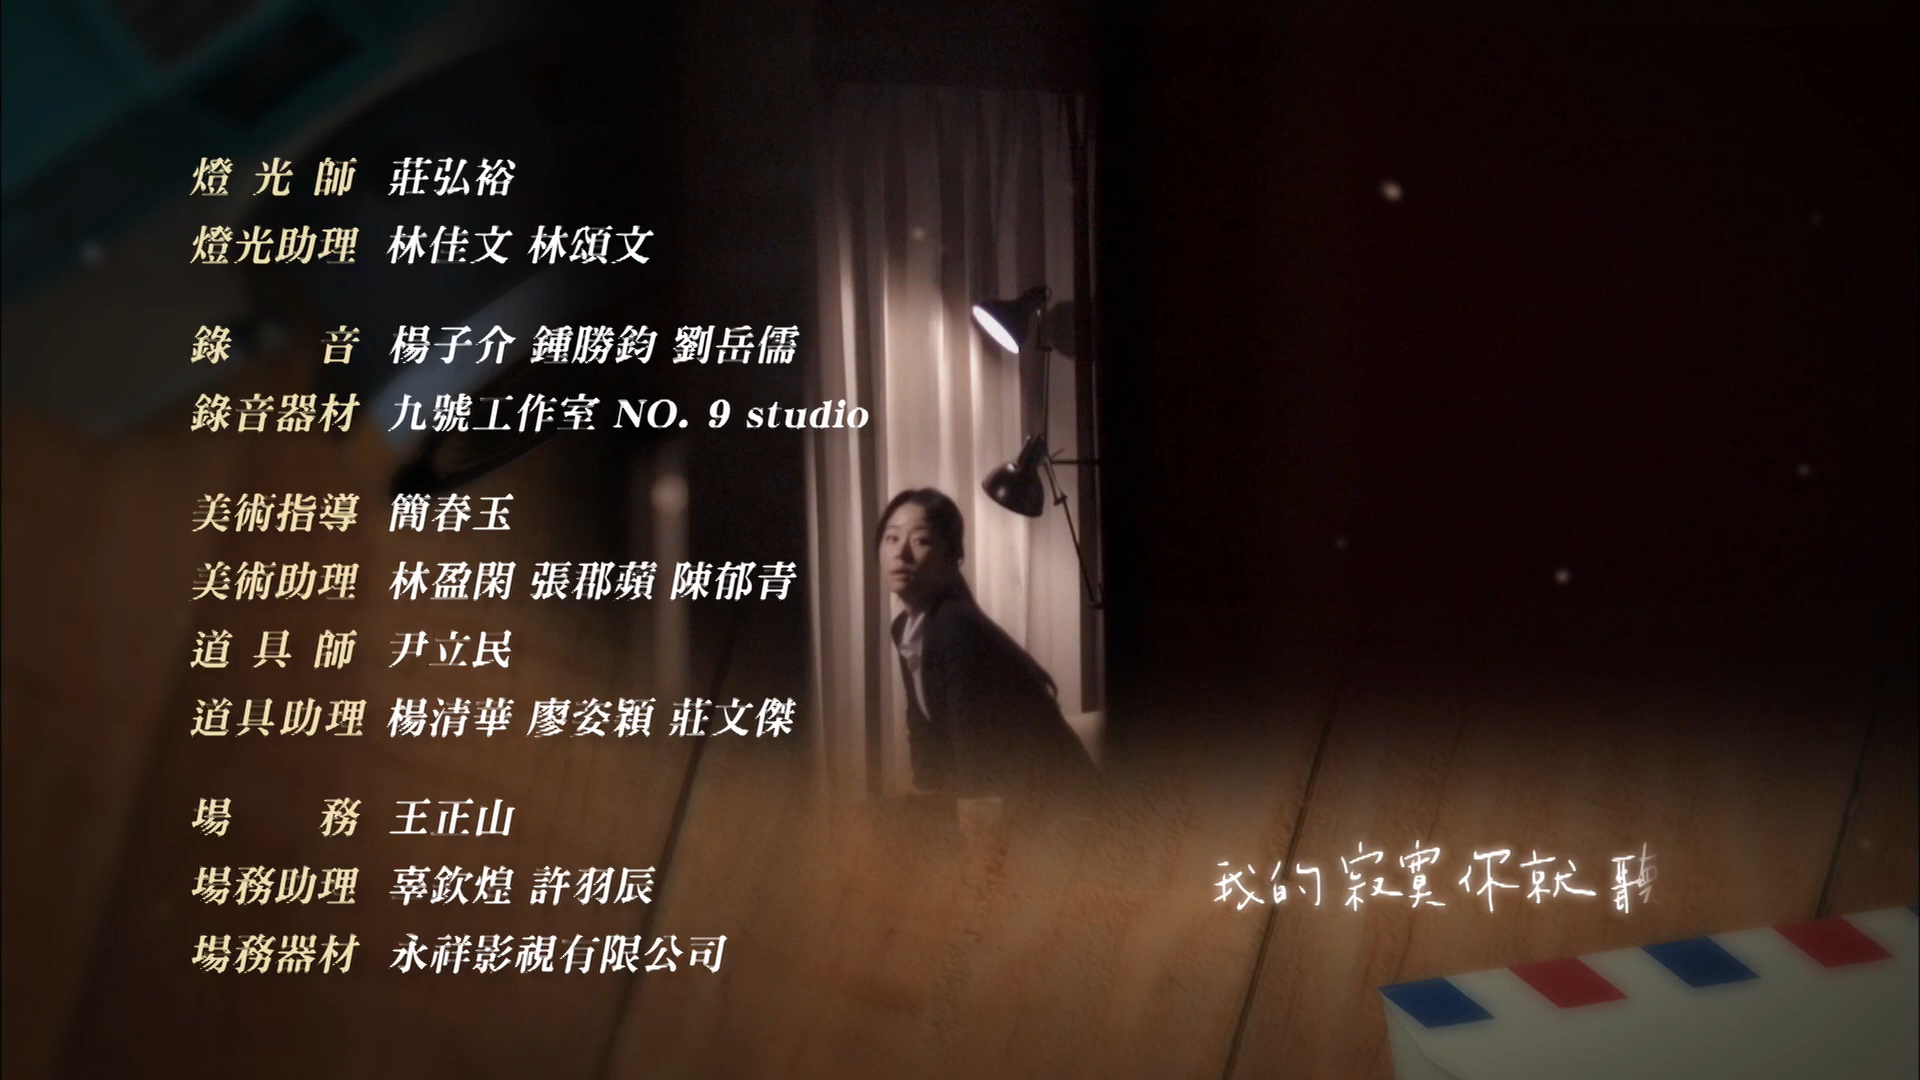 燈光師 莊弘裕
燈光助理 林佳文 林頌文
錄音 楊子介 鍾勝鈞 劉岳儒
錄音器材 九號工作室 NO. 9 studio
美術指導 簡春玉
美術助理 林盈閑 張郡蘋 陳郁青
道具師 尹立民
道具助理 楊清華 廖姿穎 莊文傑
場務 王正山
場務助理 辜欽煌 許羽辰
場務器材 永祥影視有限公司
我的寂寞你就聽